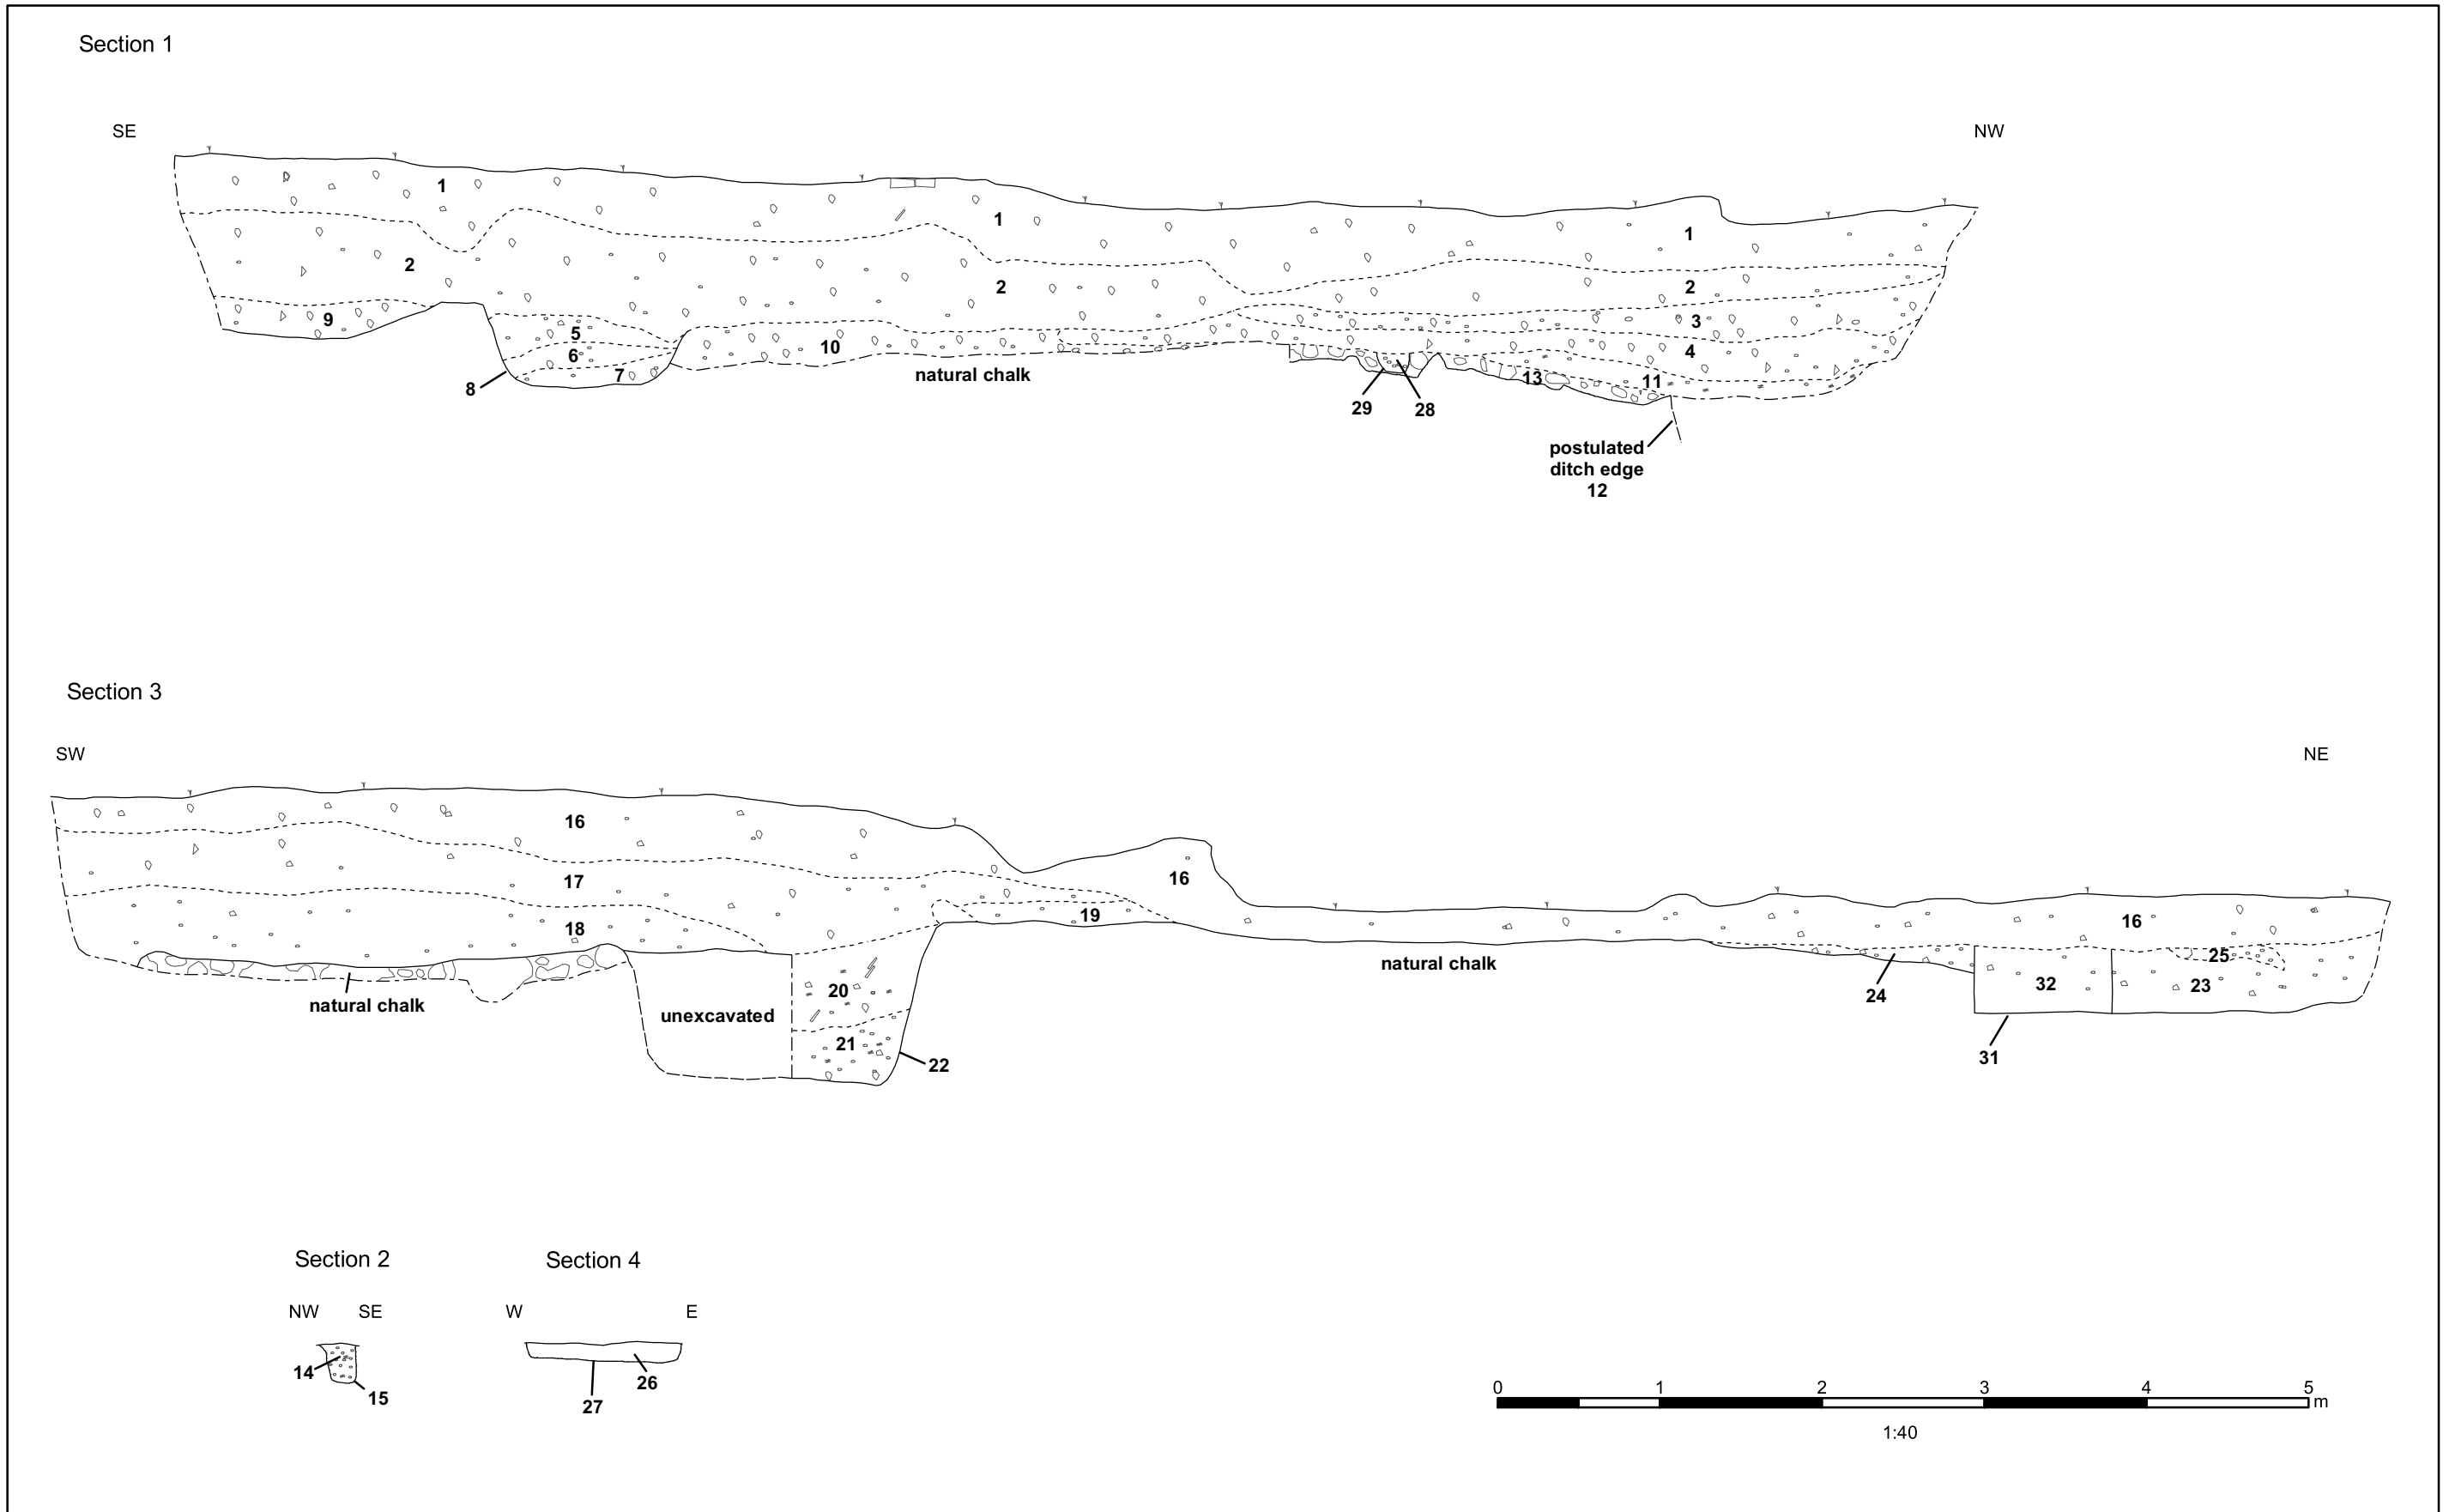 Section 1
SE NW
1
1
1
2
2
2
3
4
5
6
7
8
9
10
natural chalk
13
11
29
28
postulated
ditch edge
12
Section 3
SW NE
16
16
16
17
18
19
natural chalk
unexcavated
20
21
22
natural chalk
24
25
32
23
31
Section 2
NW SE
14
15
Section 4
W E
26
27
0 1 2 3 4 5
m
1:40